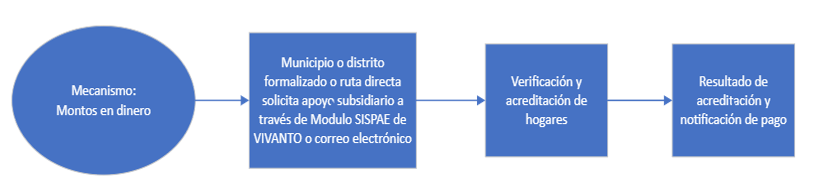 Mecanismo:
Montos en dinero
Municipio o distrito
formalizado o ruta directa
solicita apoyo subsidiario a
través de Modulo SISPAE de
VIVANTO o correo electrónico
Verificación y
acreditación de
hogares
Resultado de
acreditación y
notificación de pago